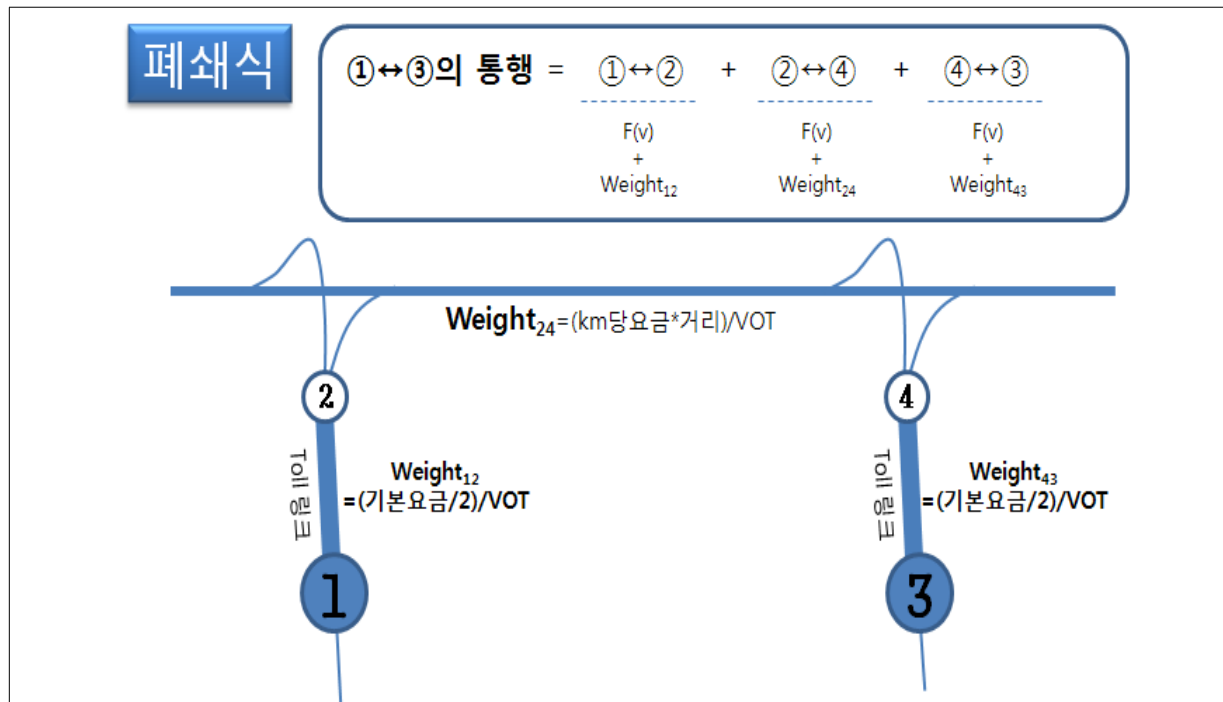 폐쇄식
①↔③의 통행 = ①↔② + ②↔④ + ④↔③
F(v) F(v) F(v)
+ + +
Weight12 Weight24 Weight43
Weight24=(km당요금*거리)/VOT
2 4
Toll 링크 Toll 링크
Weight12 Weight43
=(기본요금/2)/VOT =(기본요금/2)/VOT
1 3